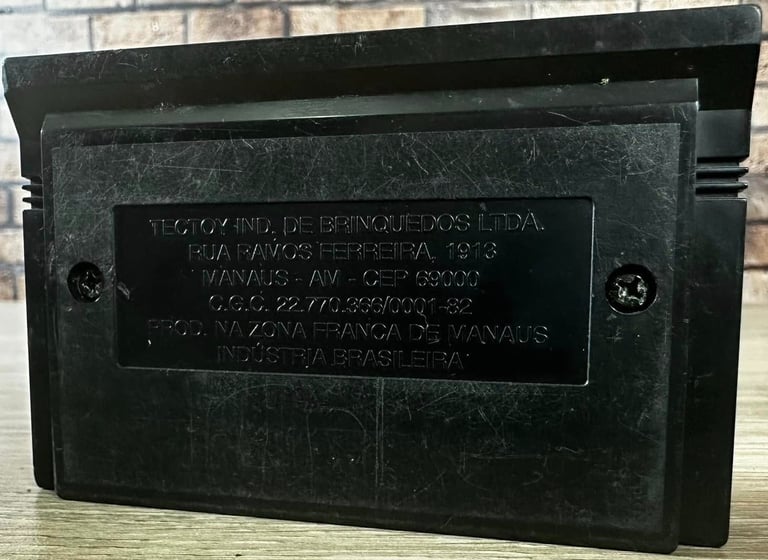 TECTOY IND. DE BRINQUEDOS LTDA.
RUA RAMOS FERREIRA, 1913
MANAUS - AM - CEP 69000
C.G.C. 22.770.366/0001-82
PROD. NA ZONA FRANCA DE MANAUS
INDÚSTRIA BRASILEIRA